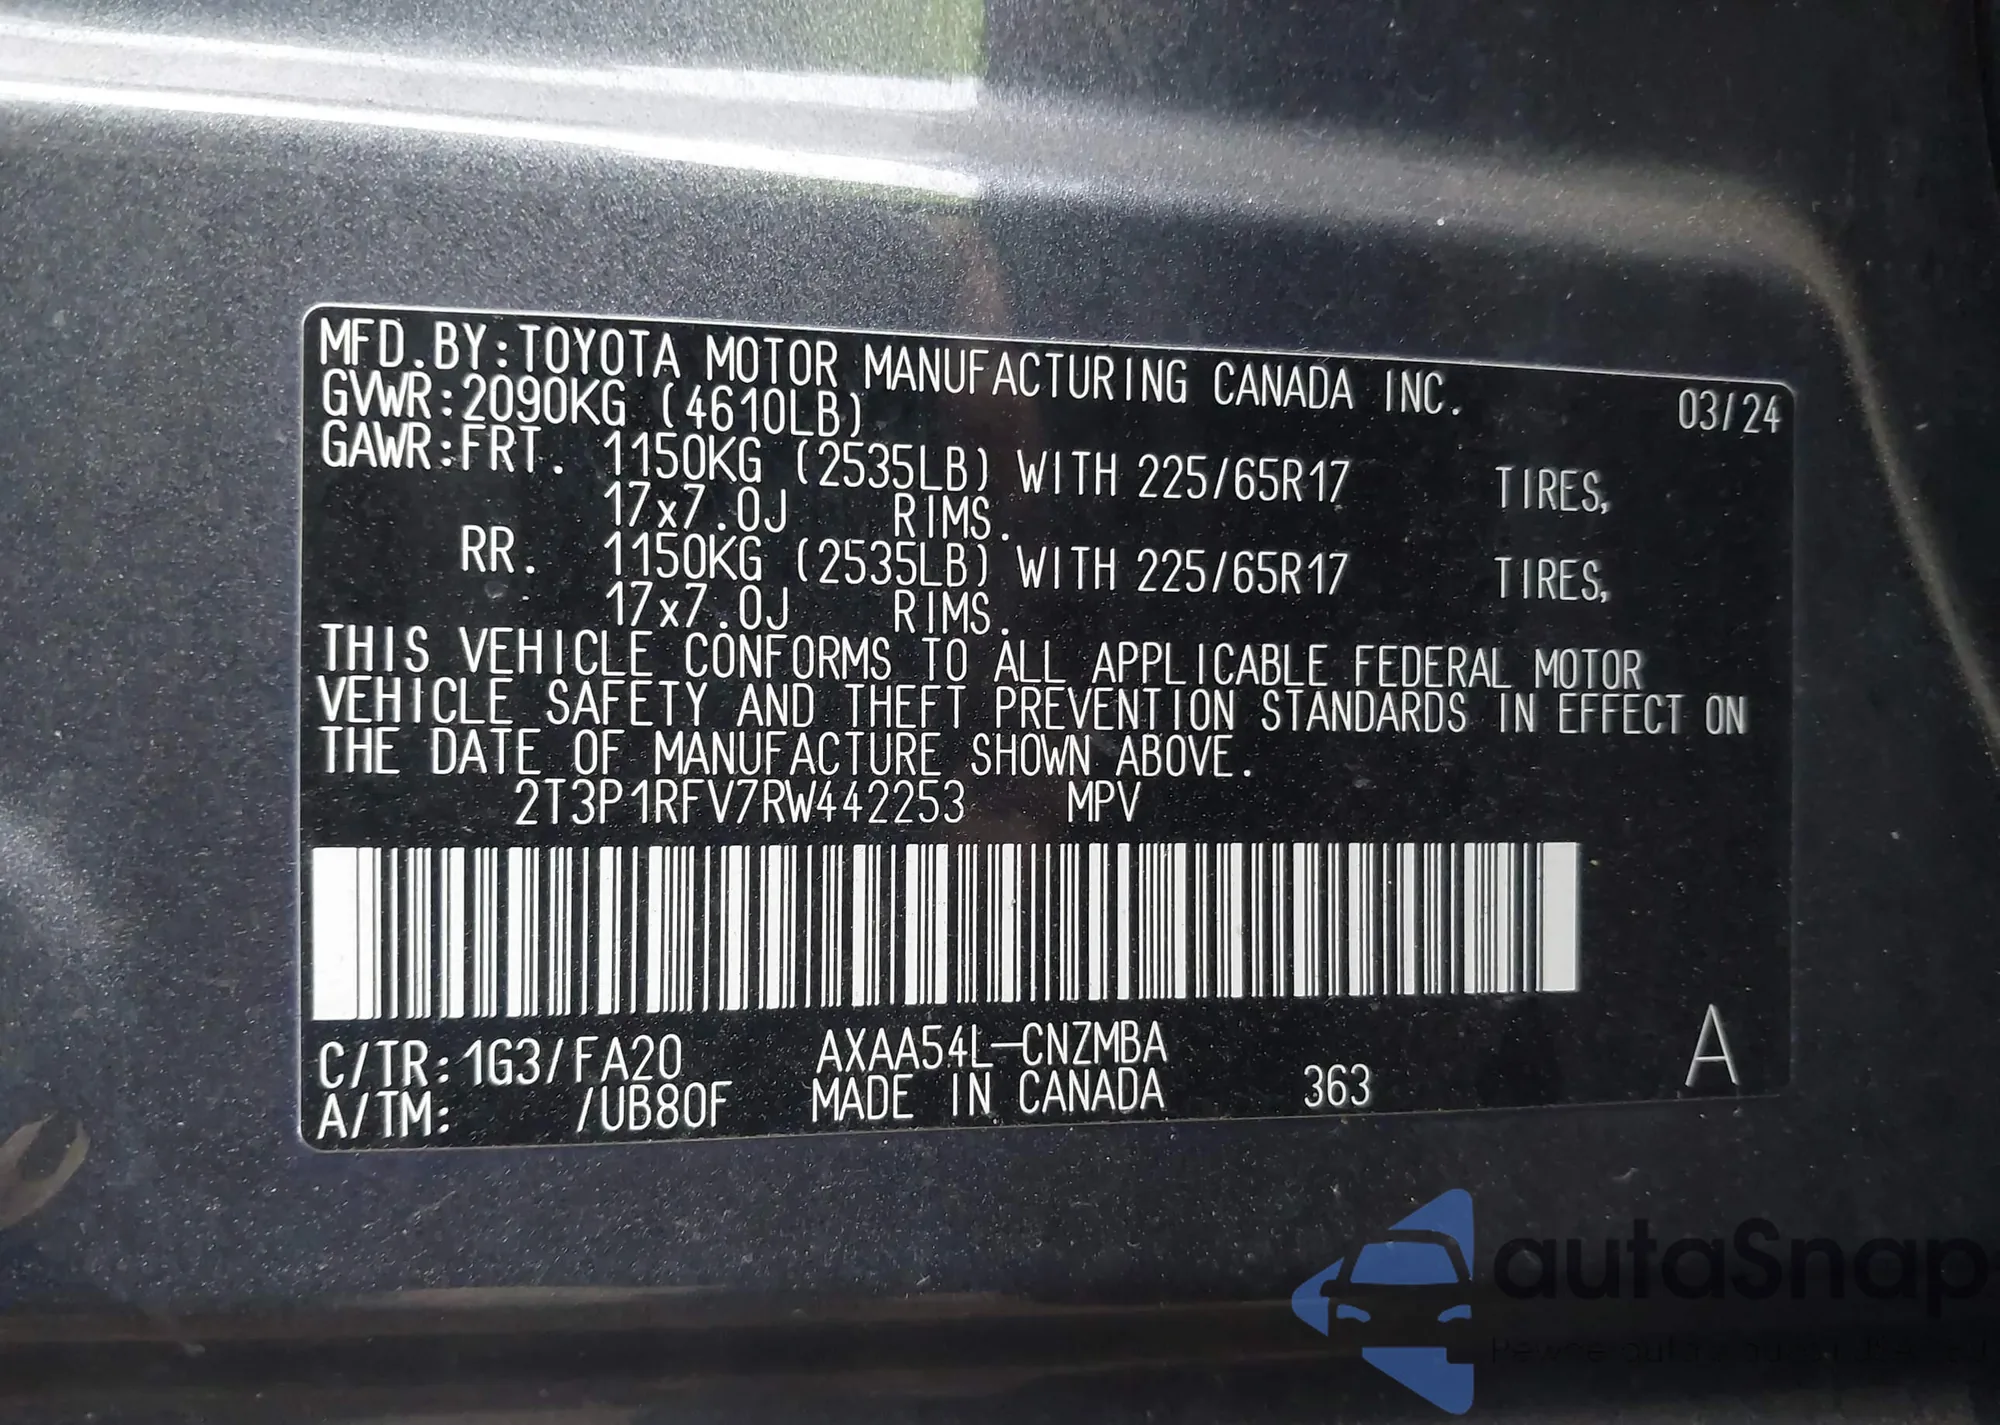 MFD.BY:TOYOTA MOTOR MANUFACTURING CANADA INC. 03/24
GVWR:2090KG (4610LB)
GAWR:FRT. 1150KG (2535LB) WITH 225/65R17 TIRES,
17x7.0J RIMS.
RR. 1150KG (2535LB) WITH 225/65R17 TIRES,
17x7.0J RIMS.
THIS VEHICLE CONFORMS TO ALL APPLICABLE FEDERAL MOTOR
VEHICLE SAFETY AND THEFT PREVENTION STANDARDS IN EFFECT ON
THE DATE OF MANUFACTURE SHOWN ABOVE.
2T3P1RFV7RW442253 MPV
C/TR:1G3/FA20 AXAA54L-CNZMBA
A/TM: /UB80F MADE IN CANADA 363 A
autaSnap